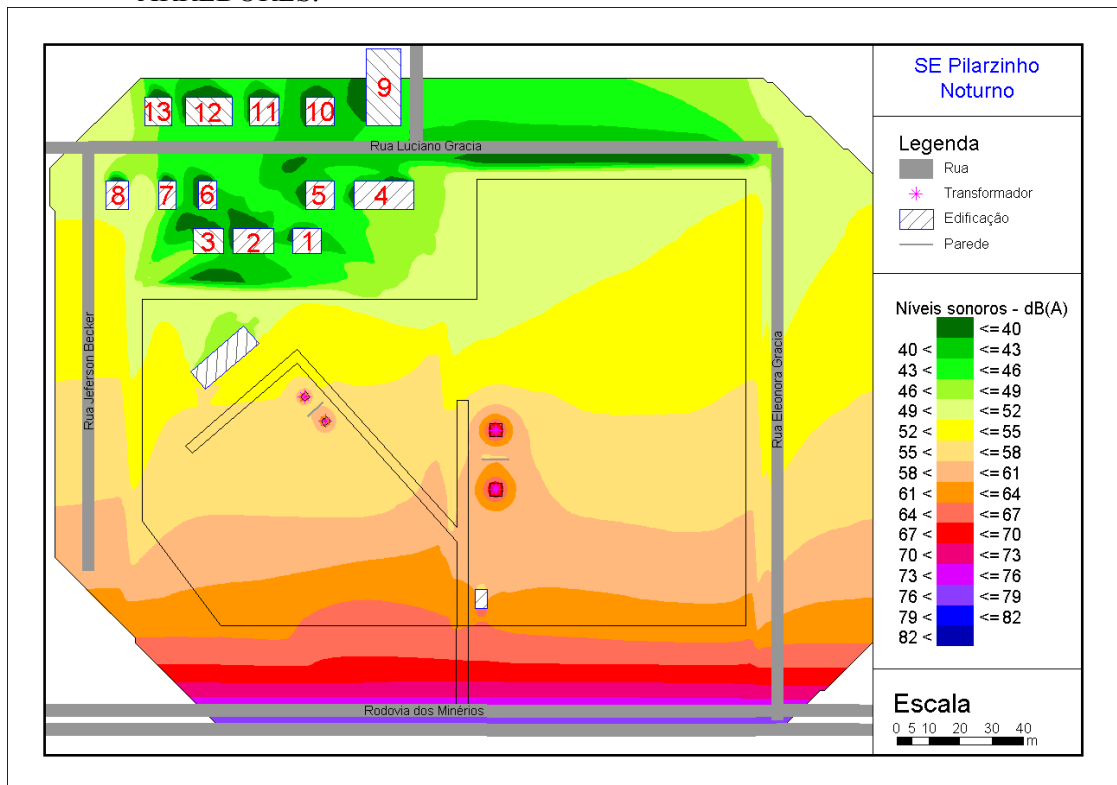 ARREDORES.
SE Pilarzinho
Noturno
Legenda
Rua
Transformador
Edificação
Parede
Níveis sonoros - dB(A)
<= 40
40 < <= 43
43 < <= 46
46 < <= 49
49 < <= 52
52 < <= 55
55 < <= 58
58 < <= 61
61 < <= 64
64 < <= 67
67 < <= 70
70 < <= 73
73 < <= 76
76 < <= 79
79 < <= 82
82 <
Escala
0 5 10 20 30 40
m
9
13 12 11 10
Rua Luciano Gracia
8 7 6 5 4
3 2 1
Rua Jeferson Becker
Rua Eleonora Gracia
Rodovia dos Minérios